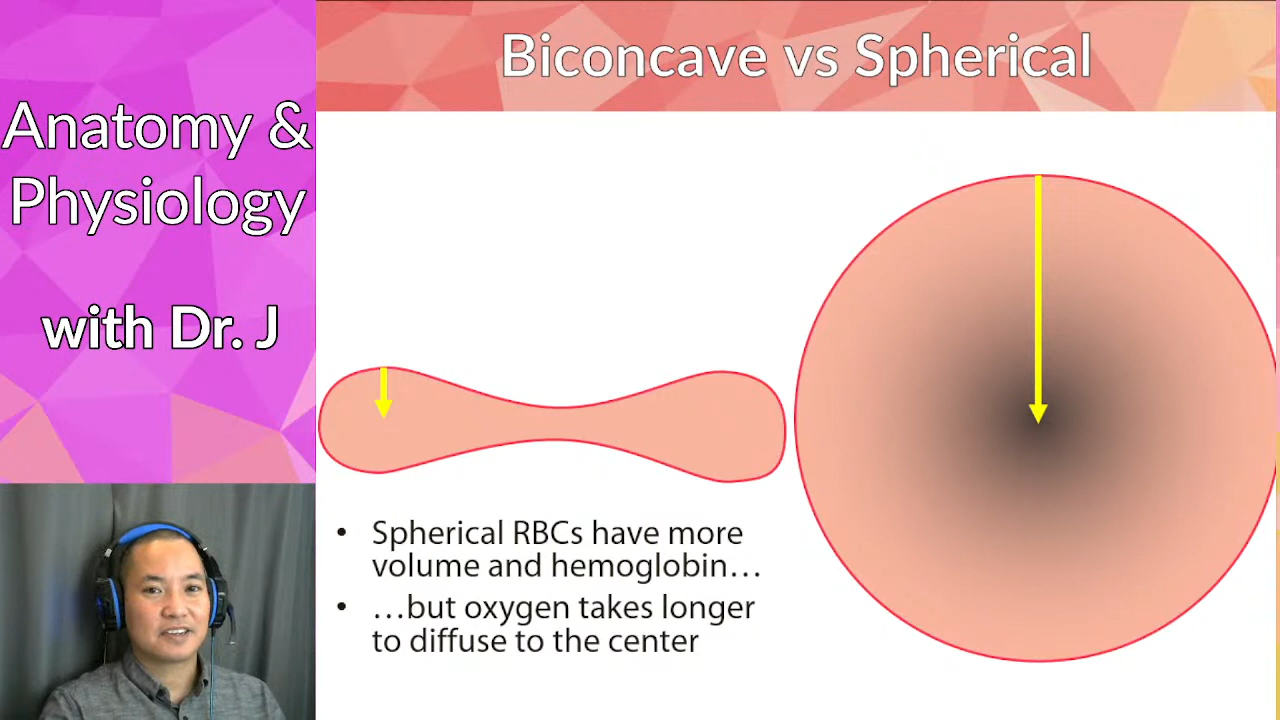 Anatomy &
Physiology
with Dr. J
Biconcave vs Spherical
• Spherical RBCs have more
volume and hemoglobin…
• …but oxygen takes longer
to diffuse to the center